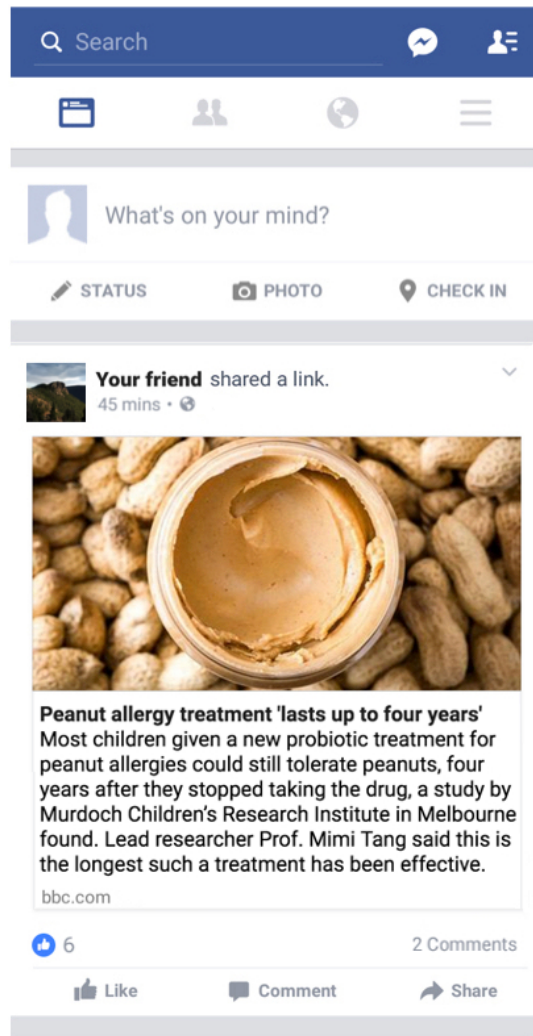 Search
What's on your mind?
STATUS PHOTO CHECK IN
Your friend shared a link.
45 mins •
Peanut allergy treatment 'lasts up to four years'
Most children given a new probiotic treatment for
peanut allergies could still tolerate peanuts, four
years after they stopped taking the drug, a study by
Murdoch Children's Research Institute in Melbourne
found. Lead researcher Prof. Mimi Tang said this is
the longest such a treatment has been effective.
bbc.com
6 2 Comments
Like Comment Share